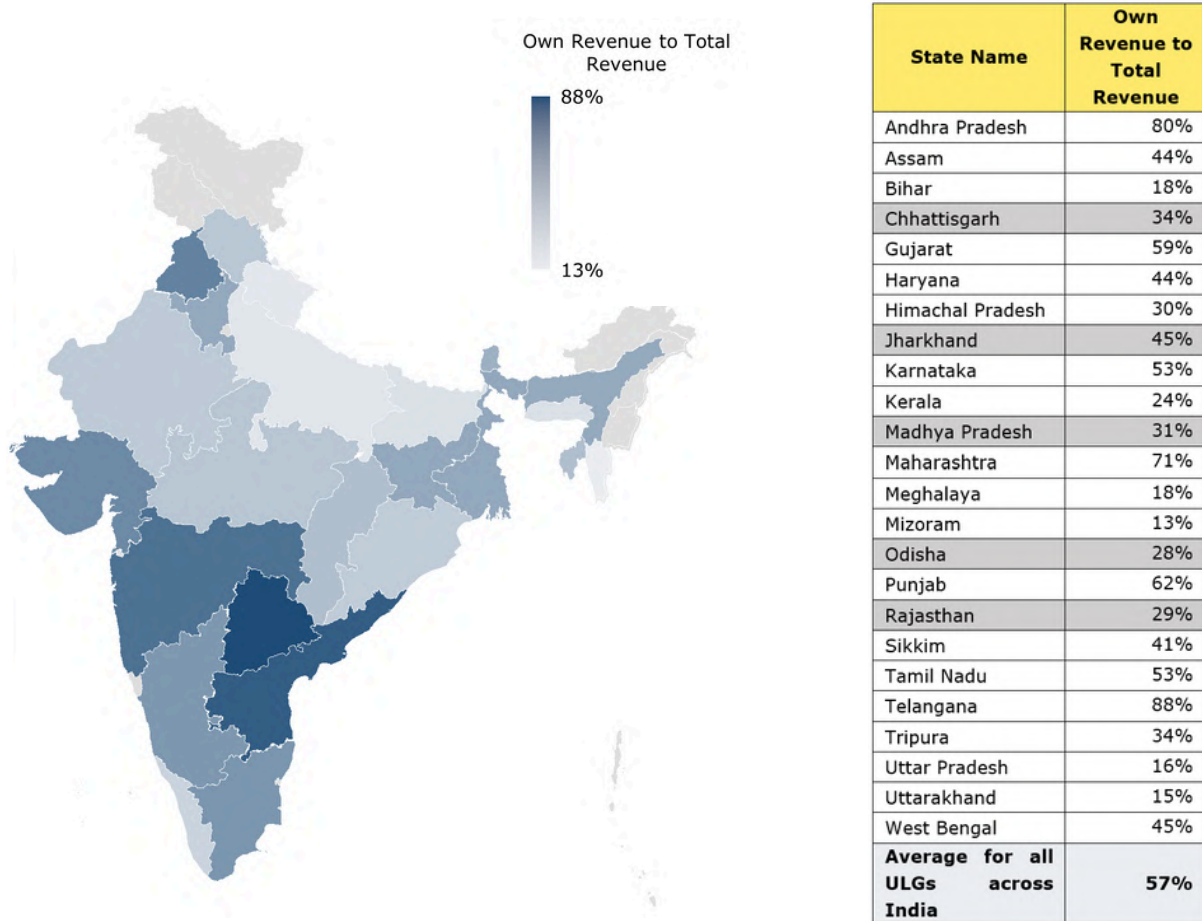 Own Revenue to Total
Revenue
88%
13%
State Name
Own
Revenue to
Total
Revenue
Andhra Pradesh 80%
Assam 44%
Bihar 18%
Chhattisgarh 34%
Gujarat 59%
Haryana 44%
Himachal Pradesh 30%
Jharkhand 45%
Karnataka 53%
Kerala 24%
Madhya Pradesh 31%
Maharashtra 71%
Meghalaya 18%
Mizoram 13%
Odisha 28%
Punjab 62%
Rajasthan 29%
Sikkim 41%
Tamil Nadu 53%
Telangana 88%
Tripura 34%
Uttar Pradesh 16%
Uttarakhand 15%
West Bengal 45%
Average for all
ULGs across
India
57%